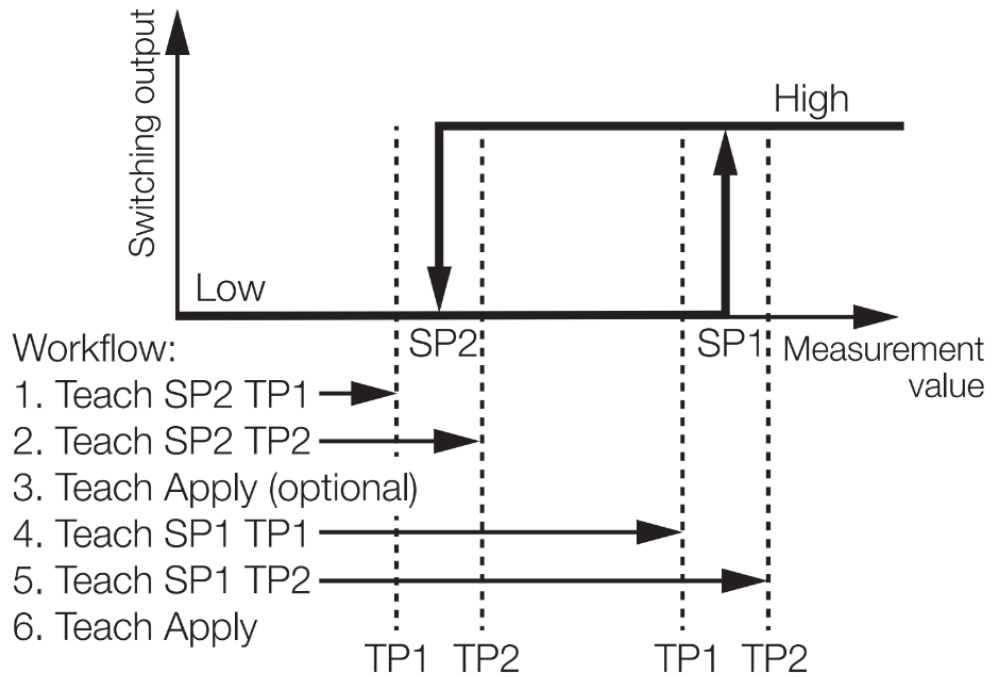 Switching output
High
Low
SP2
SP1
Measurement
value
Workflow:
1. Teach SP2 TP1
2. Teach SP2 TP2
3. Teach Apply (optional)
4. Teach SP1 TP1
5. Teach SP1 TP2
6. Teach Apply
TP1 TP2 TP1 TP2